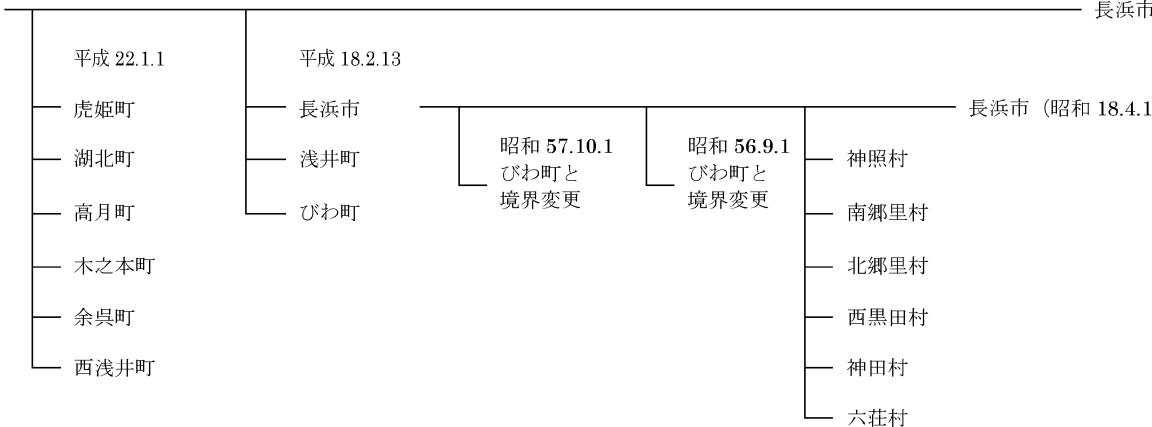 長浜市
平成 22.1.1
虎姫町
湖北町
高月町
木之本町
余呉町
西浅井町
平成 18.2.13
長浜市
浅井町
びわ町
昭和 57.10.1
びわ町と
境界変更
昭和 56.9.1
びわ町と
境界変更
長浜市（昭和 18.4.1
神照村
南郷里村
北郷里村
西黒田村
神田村
六荘村